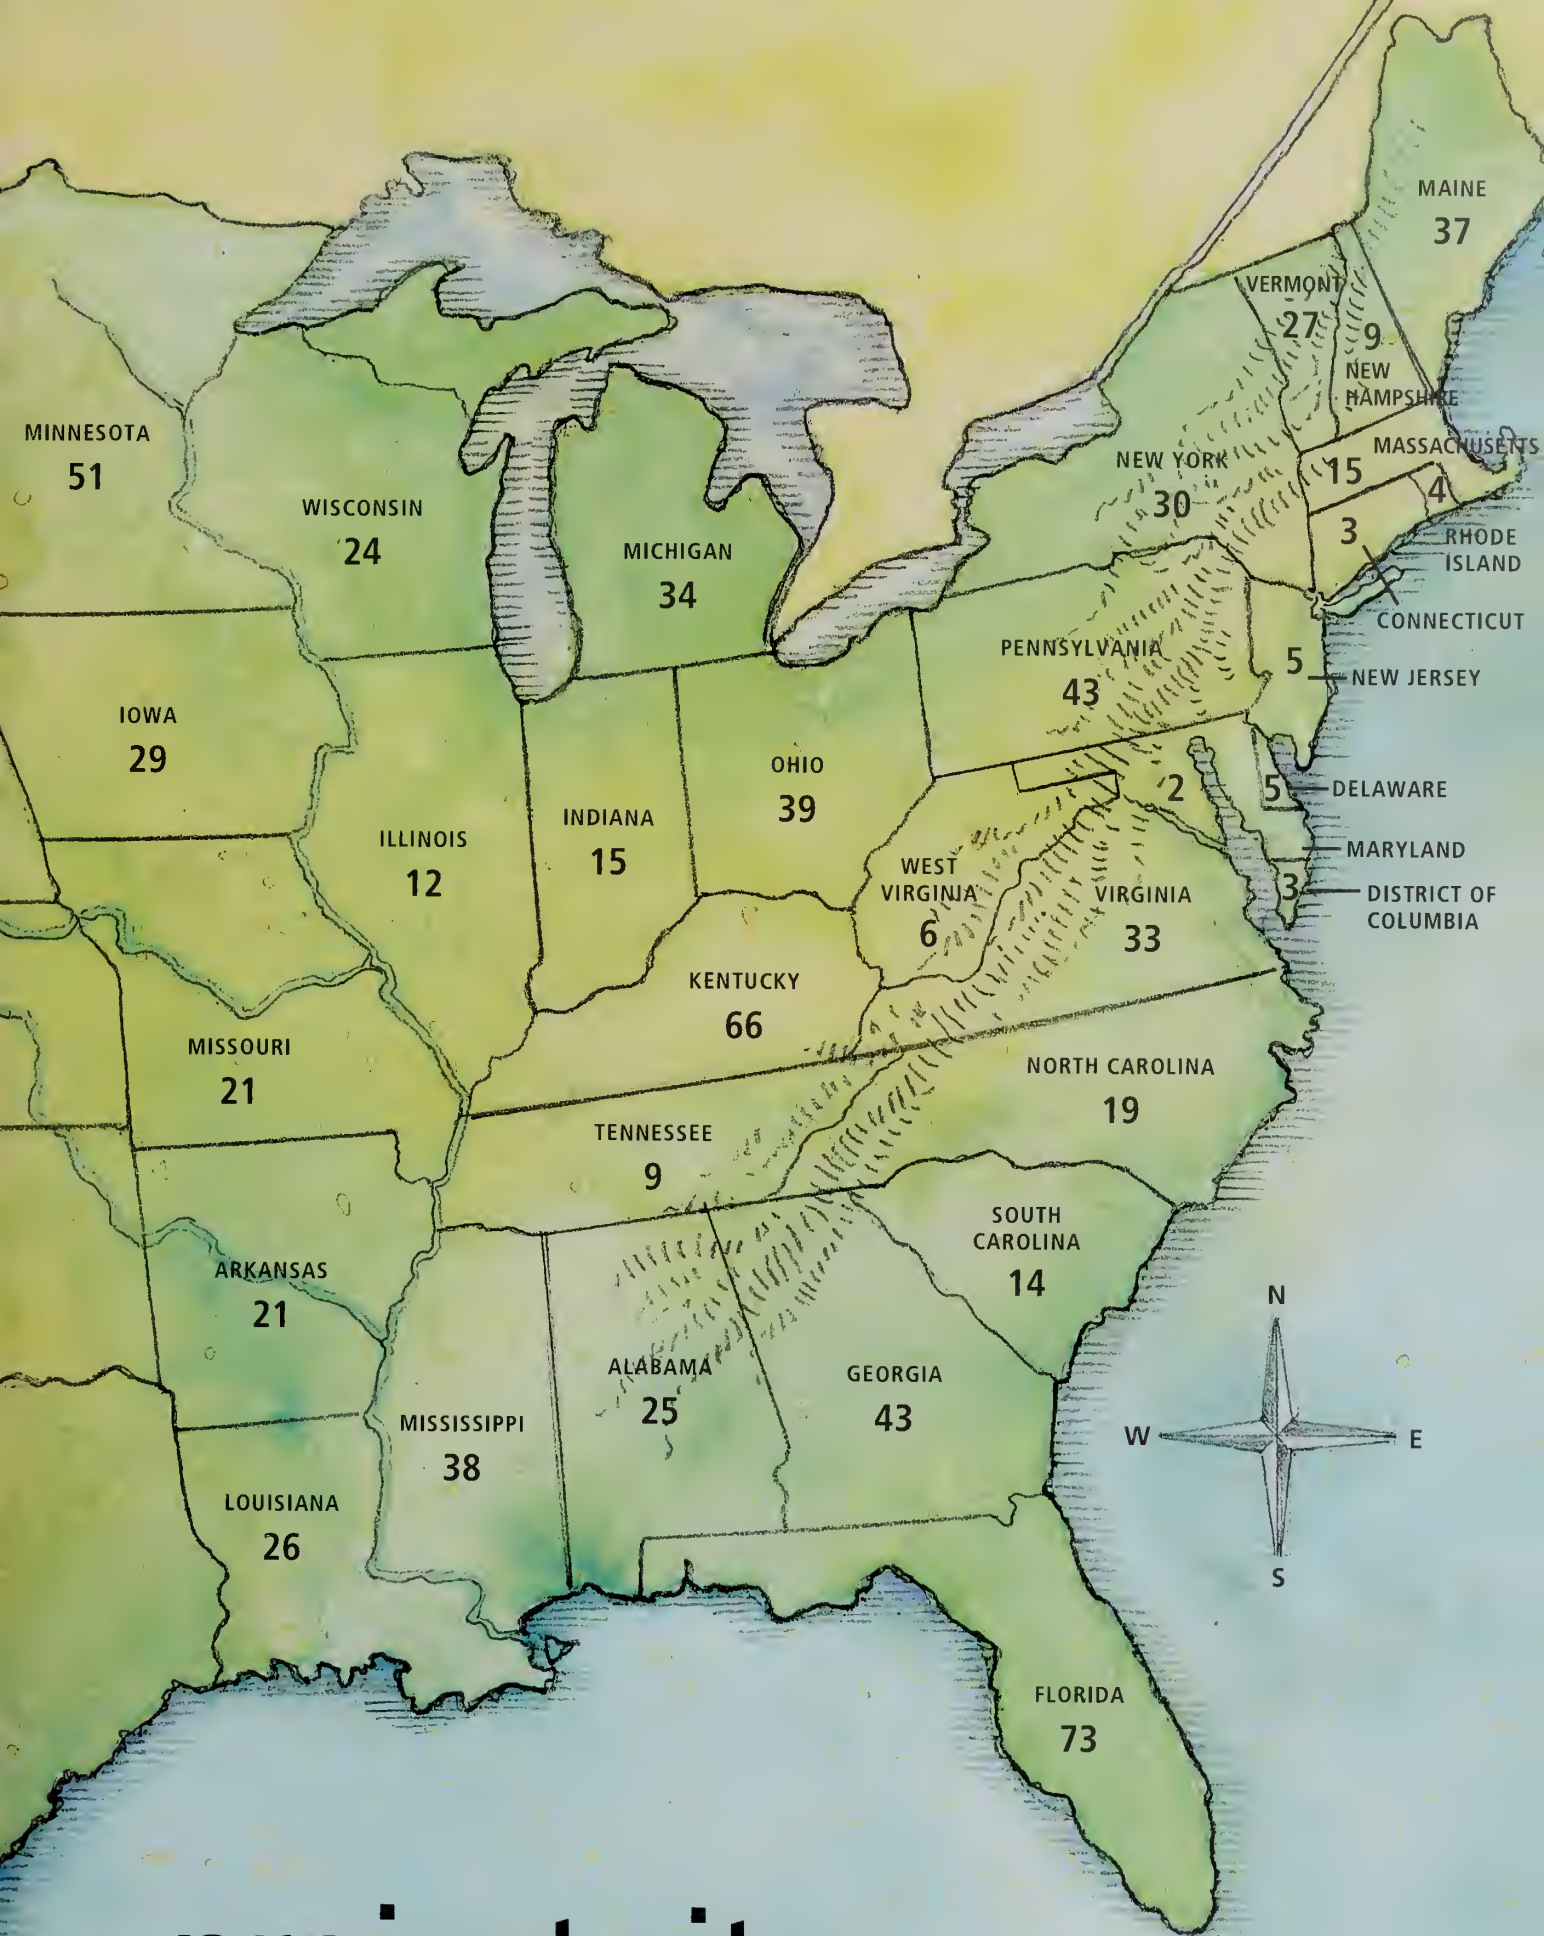 MAINE
37
VERMONT
27
9
NEW
HAMPSHIRE
MINNESOTA
51
WISCONSIN
24
MICHIGAN
34
NEW YORK
30
MASSACHUSETTS
15
4
3
RHODE
ISLAND
CONNECTICUT
PENNSYLVANIA
43
5
NEW JERSEY
IOWA
29
OHIO
39
2
5
DELAWARE
INDIANA
15
ILLINOIS
12
MARYLAND
WEST
VIRGINIA
6
VIRGINIA
33
3
DISTRICT OF
COLUMBIA
KENTUCKY
66
MISSOURI
21
NORTH CAROLINA
19
TENNESSEE
9
SOUTH
CAROLINA
14
ARKANSAS
21
N
W
E
S
ALABAMA
25
GEORGIA
43
MISSISSIPPI
38
LOUISIANA
26
FLORIDA
73